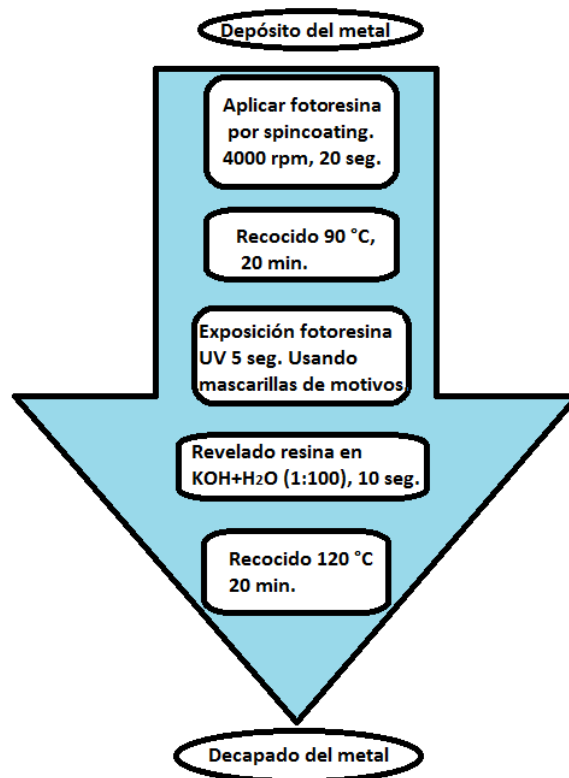 Depósito del metal
Aplicar fotoresina
por spincoating.
4000 rpm, 20 seg.
Recocido 90 °C,
20 min.
Exposición fotoresina
UV 5 seg. Usando
mascarillas de motivos
Revelado resina en
KOH+H₂O (1:100), 10 seg.
Recocido 120 °C
20 min.
Decapado del metal